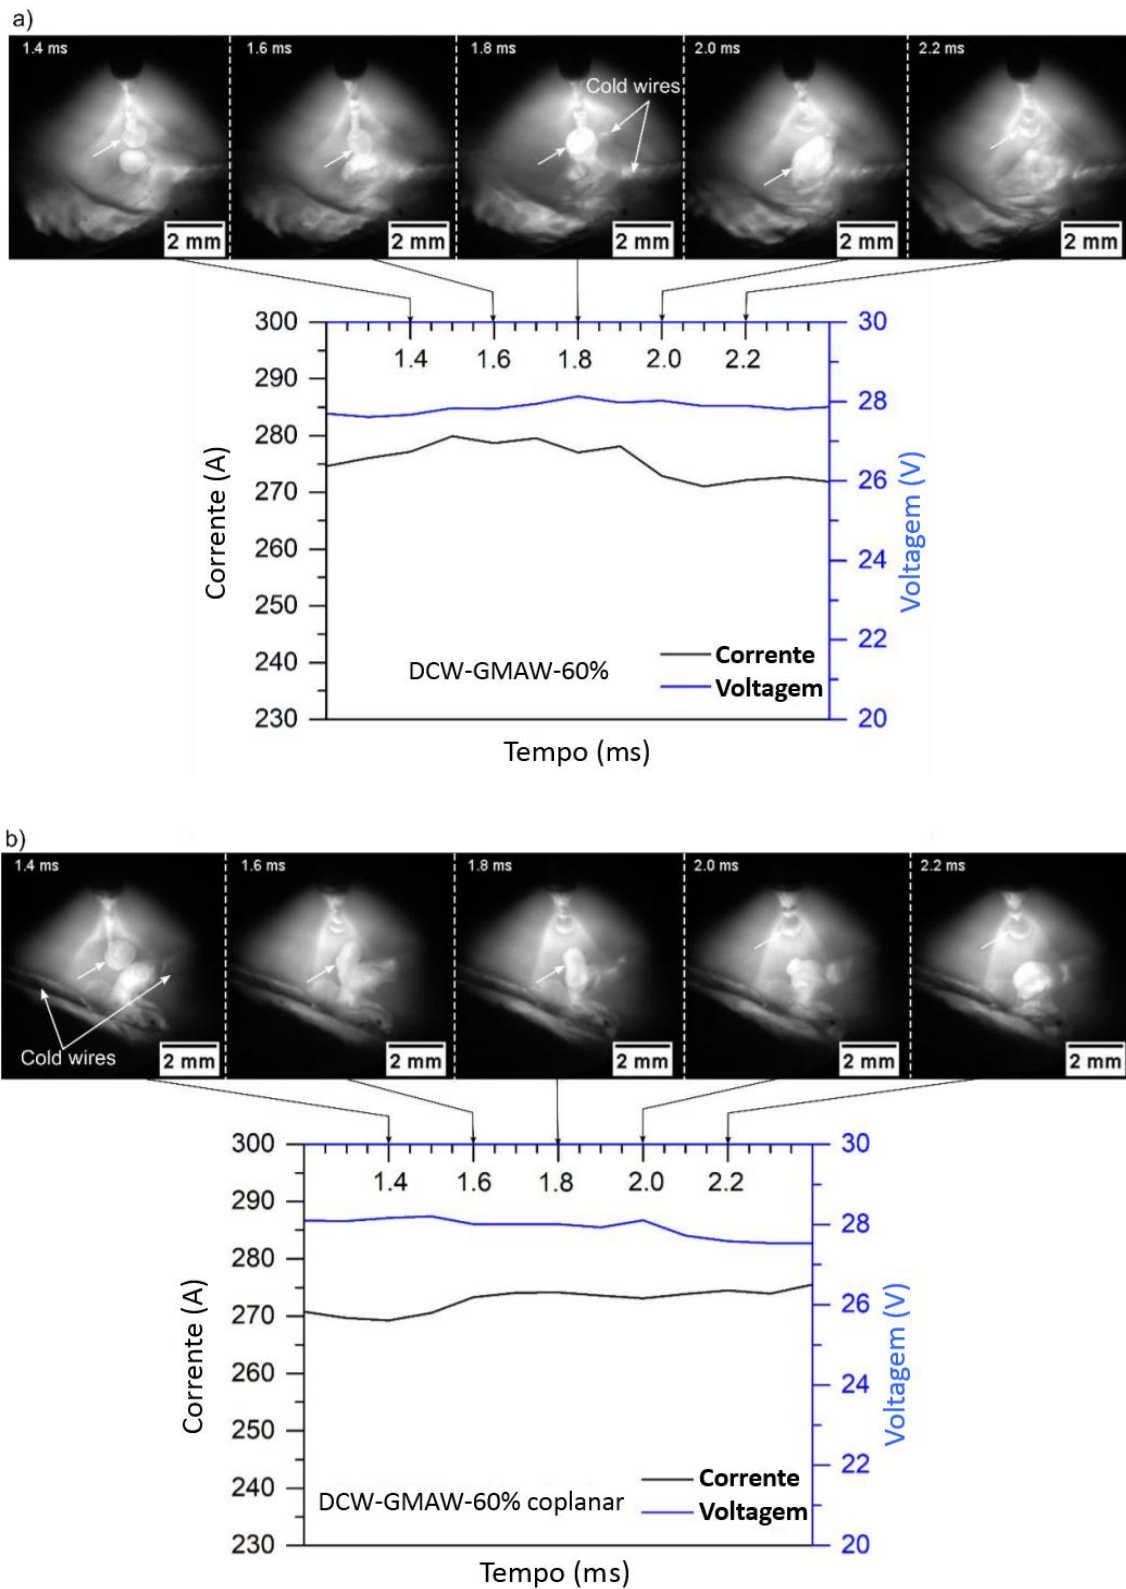 a)
1.4 ms 1.6 ms 1.8 ms 2.0 ms 2.2 ms
Cold wires
2 mm 2 mm 2 mm 2 mm 2 mm
300 30
1.4 1.6 1.8 2.0 2.2
290
28
280
Corrente (A)
270
26
Voltagem (V)
260
24
250
22
240
Corrente
DCW-GMAW-60%
Voltagem
230 20
Tempo (ms)
b)
1.4 ms 1.6 ms 1.8 ms 2.0 ms 2.2 ms
Cold wires
2 mm 2 mm 2 mm 2 mm 2 mm
300 30
1.4 1.6 1.8 2.0 2.2
290
28
280
Corrente (A)
270
26
Voltagem (V)
260
24
250
22
240
Corrente
DCW-GMAW-60% coplanar
Voltagem
230 20
Tempo (ms)